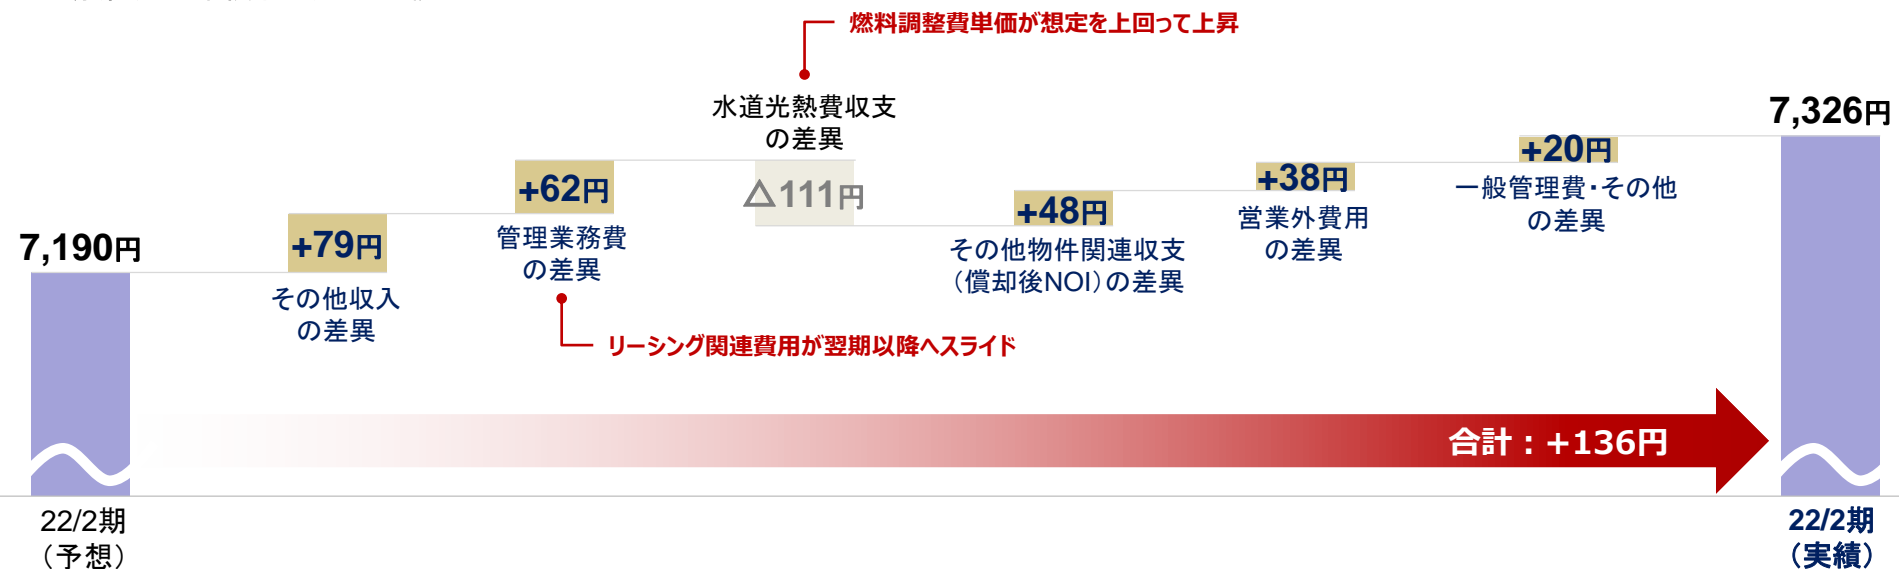 燃料調整費単価が想定を上回って上昇
水道光熱費収支
の差異
7,326円
+20円
+62円
△111円
+38円
一般管理費・その他
の差異
+48円
営業外費用
の差異
7,190円
+79円
管理業務費
の差異
その他物件関連収支
（償却後NOI）の差異
その他収入
の差異
リーシング関連費用が翌期以降へスライド
合計：+136円
22/2期
（予想）
22/2期
（実績）